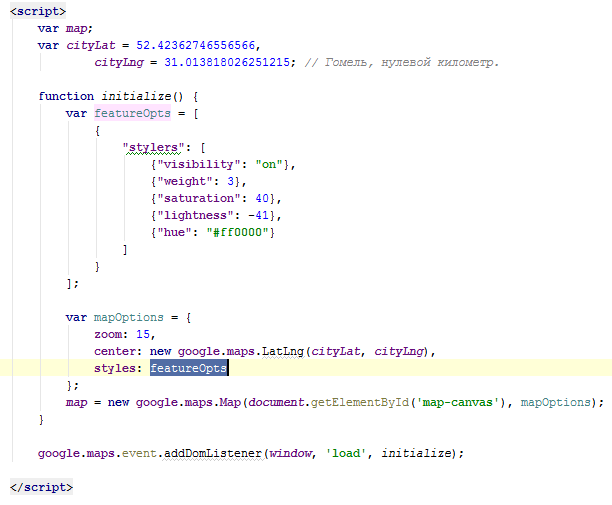 <script>
var map;
var cityLat = 52.42362746556566,
cityLng = 31.013818026251215; // Гомель, нулевой километр.
function initialize() {
var featureOpts = [
{
"stylers": [
{"visibility": "on"},
{"weight": 3},
{"saturation": 40},
{"lightness": -41},
{"hue": "#ff0000"}
]
}
];
var mapOptions = {
zoom: 15,
center: new google.maps.LatLng(cityLat, cityLng),
styles: featureOpts
};
map = new google.maps.Map(document.getElementById('map-canvas'), mapOptions);
}
google.maps.event.addDomListener(window, 'load', initialize);
</script>